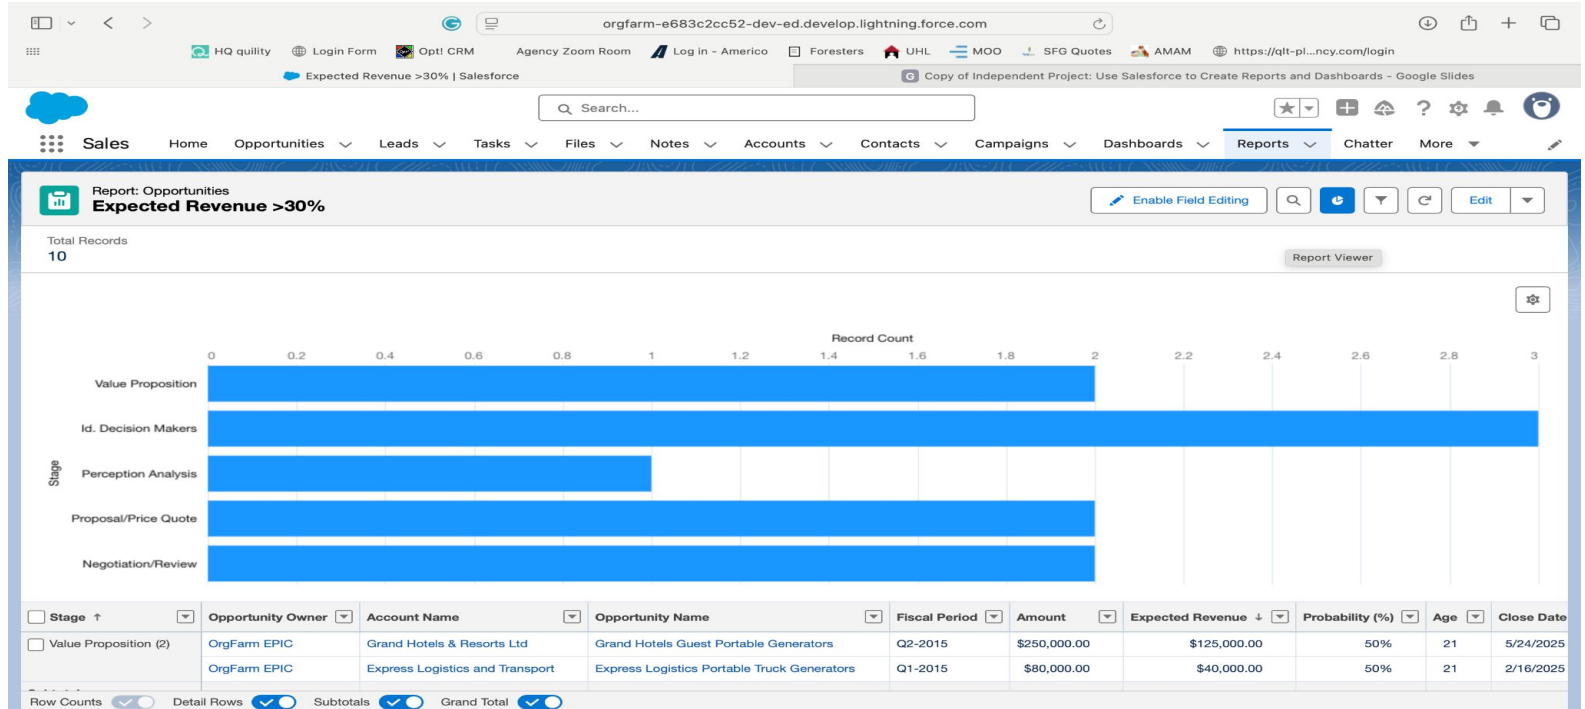 orgfarm-e683c2cc52-dev-ed.develop.lightning.force.com
HQ quility Login Form Opt! CRM Agency Zoom Room Log in - Americo Foresters UHL MOO SFG Quotes AMAM https://qlt-pl...ncy.com/login
Expected Revenue >30% | Salesforce G Copy of Independent Project: Use Salesforce to Create Reports and Dashboards - Google Slides
Search...
Sales Home Opportunities Leads Tasks Files Notes Accounts Contacts Campaigns Dashboards Reports Chatter More
Report: Opportunities
Expected Revenue >30%
Enable Field Editing Edit
Total Records
10
Report Viewer
Record Count
0 0.2 0.4 0.6 0.8 1 1.2 1.4 1.6 1.8 2 2.2 2.4 2.6 2.8 3
Stage
Value Proposition
Id. Decision Makers
Perception Analysis
Proposal/Price Quote
Negotiation/Review
Stage ↑ Opportunity Owner Account Name Opportunity Name Fiscal Period Amount Expected Revenue ↓ Probability (%) Age Close Date
Value Proposition (2) OrgFarm EPIC Grand Hotels & Resorts Ltd Grand Hotels Guest Portable Generators Q2-2015 $250,000.00 $125,000.00 50% 21 5/24/2025
OrgFarm EPIC Express Logistics and Transport Express Logistics Portable Truck Generators Q1-2015 $80,000.00 $40,000.00 50% 21 2/16/2025
Row Counts Detail Rows Subtotals Grand Total